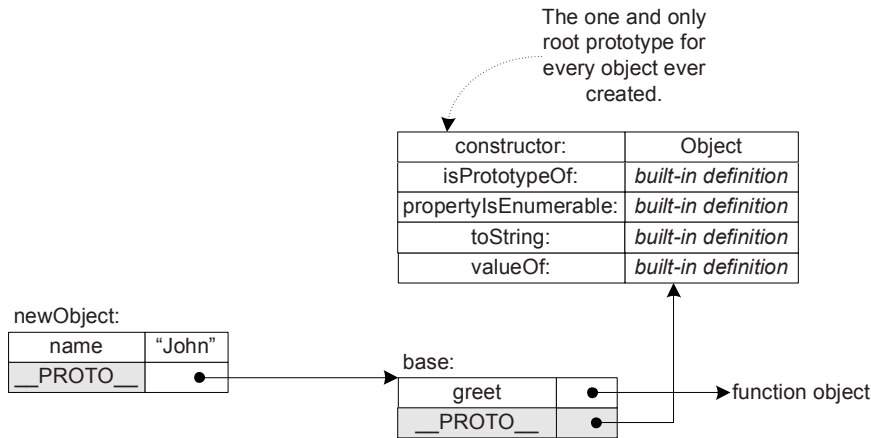 The one and only
root prototype for
every object ever
created.
constructor: Object
isPrototypeOf: built-in definition
propertyIsEnumerable: built-in definition
toString: built-in definition
valueOf: built-in definition
newObject:
name “John”
__PROTO__
base:
greet function object
__PROTO__